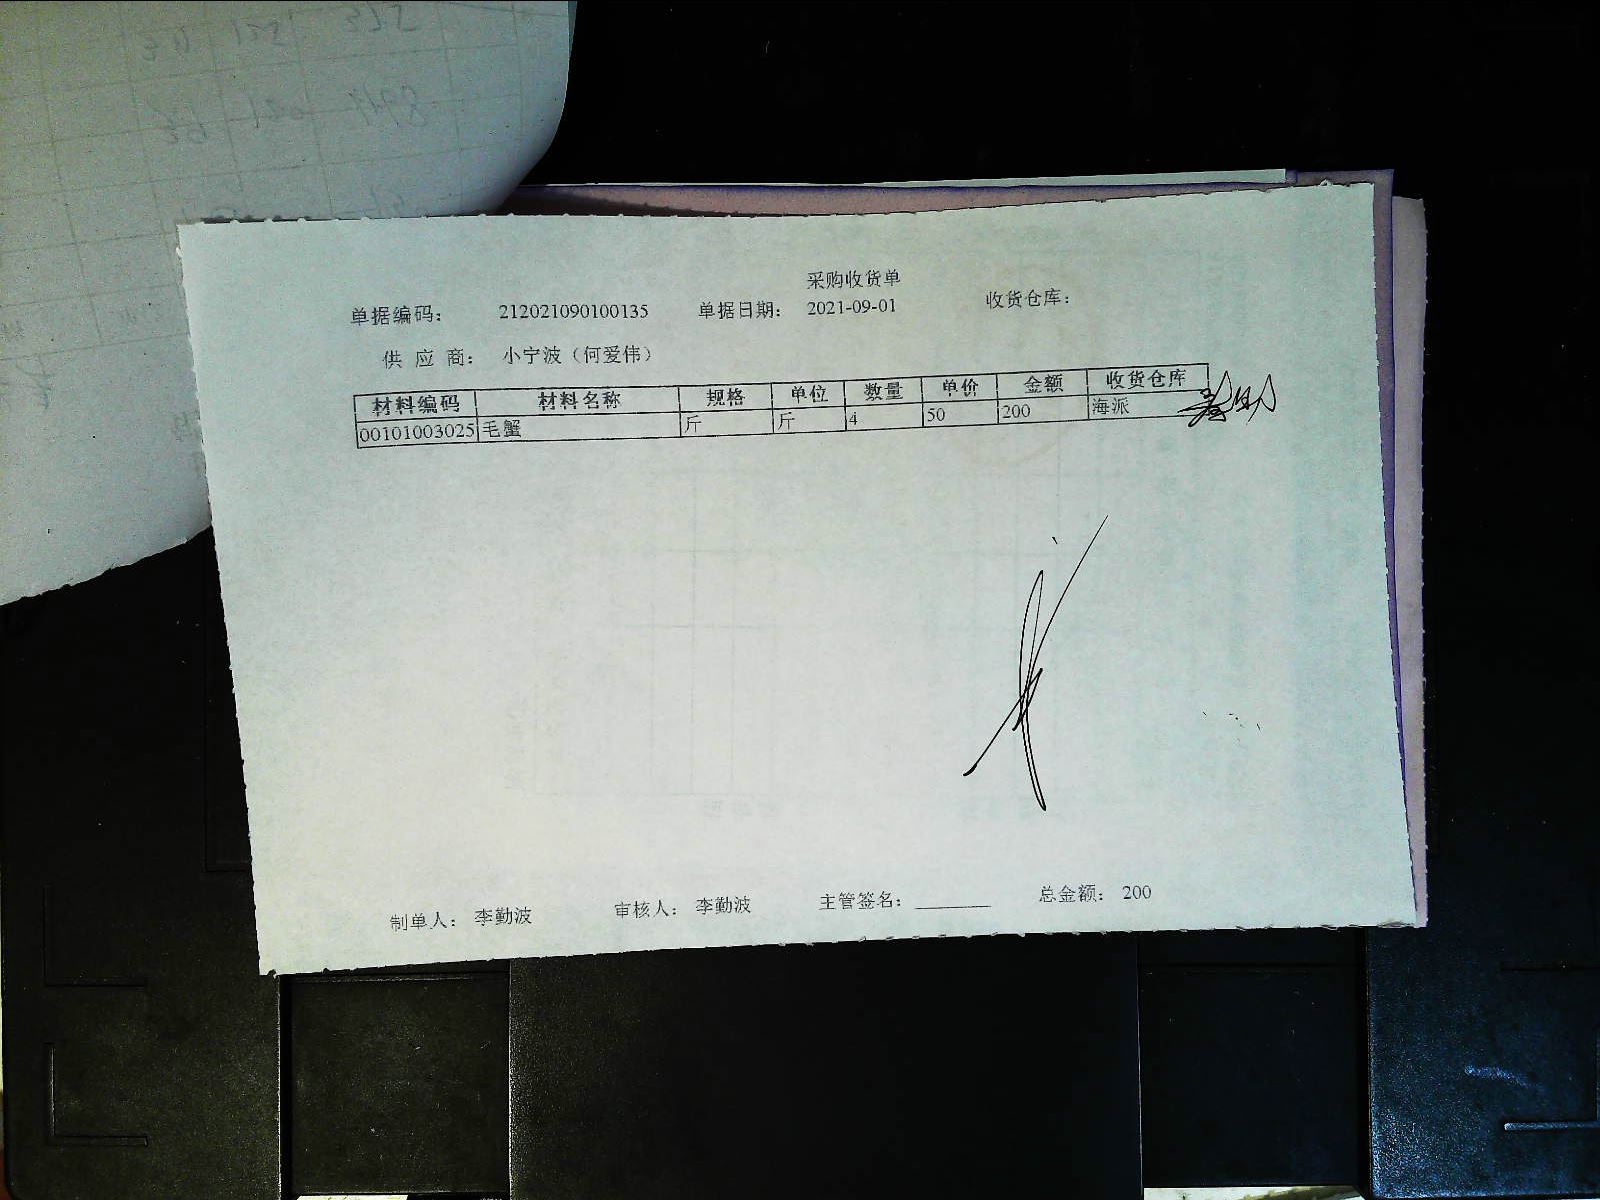 采购收货单
单据编码： 212021090100135 单据日期： 2021-09-01 收货仓库：
供 应 商： 小宁波（何爱伟）
材料编码 材料名称 规格 单位 数量 单价 金额 收货仓库
00101003025 毛蟹 斤 斤 4 50 200 海派
制单人： 李勤波 审核人： 李勤波 主管签名： ________ 总金额： 200